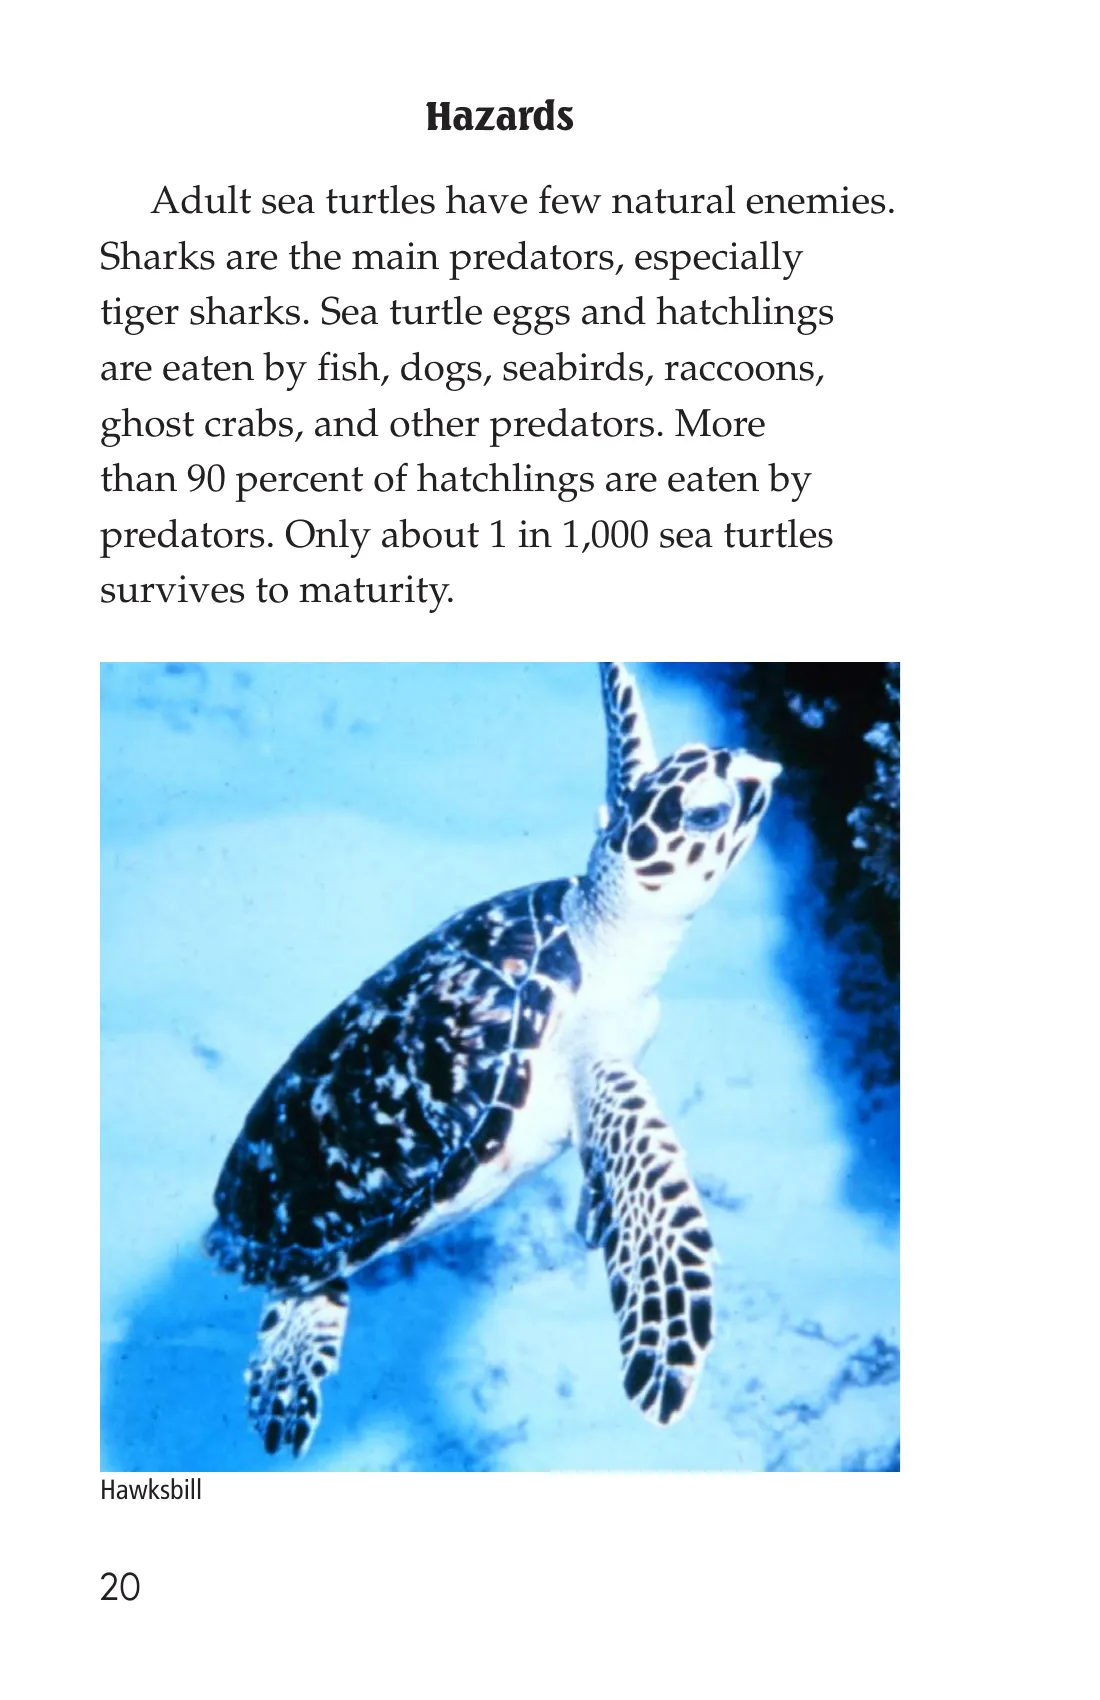 Hazards
Adult sea turtles have few natural enemies.
Sharks are the main predators, especially
tiger sharks. Sea turtle eggs and hatchlings
are eaten by fish, dogs, seabirds, raccoons,
ghost crabs, and other predators. More
than 90 percent of hatchlings are eaten by
predators. Only about 1 in 1,000 sea turtles
survives to maturity.
Hawksbill
20